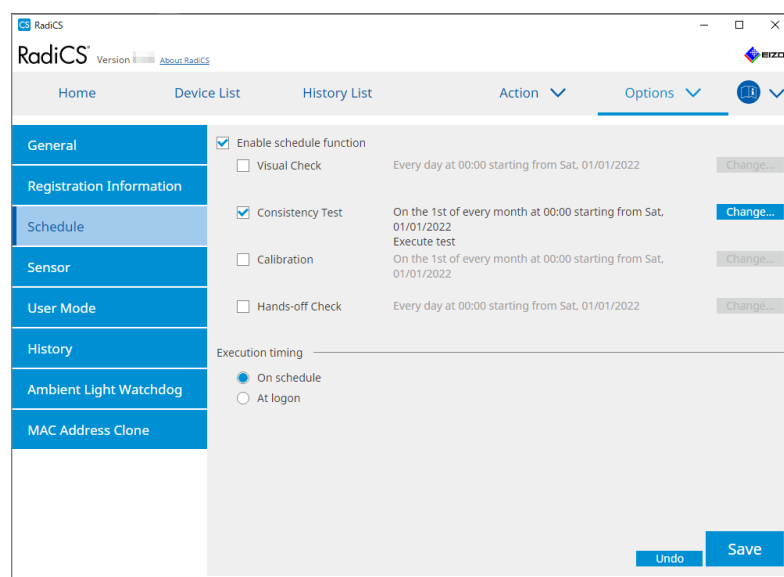 CS RadiCS
RadiCS® Version About RadiCS
EIZO
Home Device List History List Action Options
General
Registration Information
Schedule
Sensor
User Mode
History
Ambient Light Watchdog
MAC Address Clone
Enable schedule function
Visual Check Every day at 00:00 starting from Sat, 01/01/2022 Change...
Consistency Test On the 1st of every month at 00:00 starting from Sat, Change...
01/01/2022
Execute test
Calibration On the 1st of every month at 00:00 starting from Sat, Change...
01/01/2022
Hands-off Check Every day at 00:00 starting from Sat, 01/01/2022 Change...
Execution timing
On schedule
At logon
Undo Save